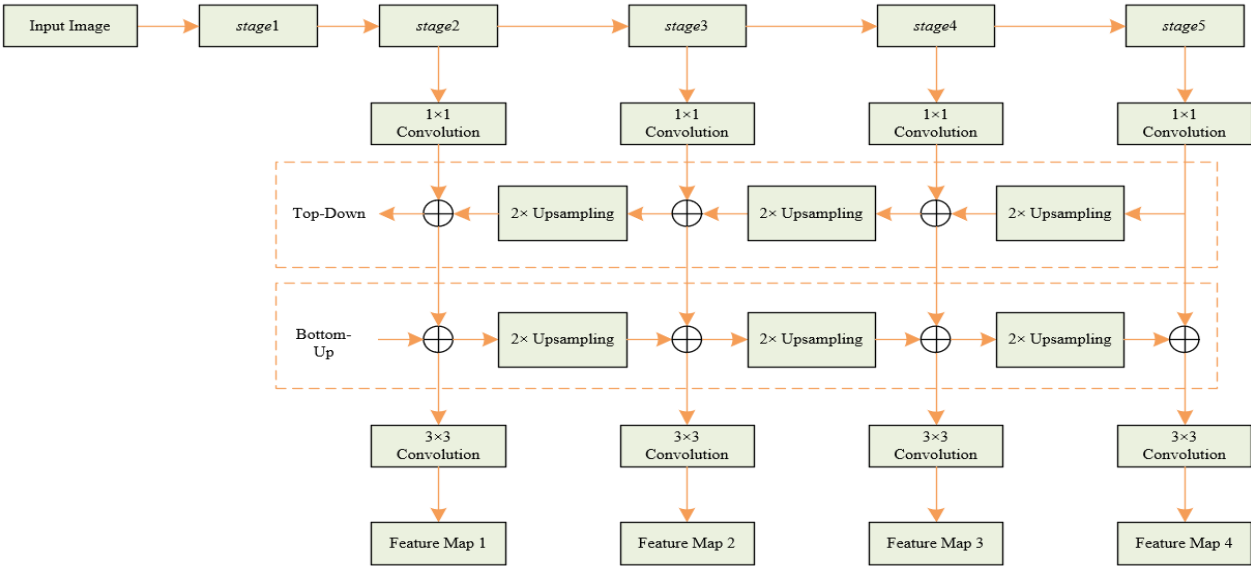 Input Image
stage1
stage2
stage3
stage4
stage5
1×1
Convolution
1×1
Convolution
1×1
Convolution
1×1
Convolution
Top-Down
2× Upsampling
2× Upsampling
2× Upsampling
Bottom-
Up
2× Upsampling
2× Upsampling
2× Upsampling
3×3
Convolution
3×3
Convolution
3×3
Convolution
3×3
Convolution
Feature Map 1
Feature Map 2
Feature Map 3
Feature Map 4